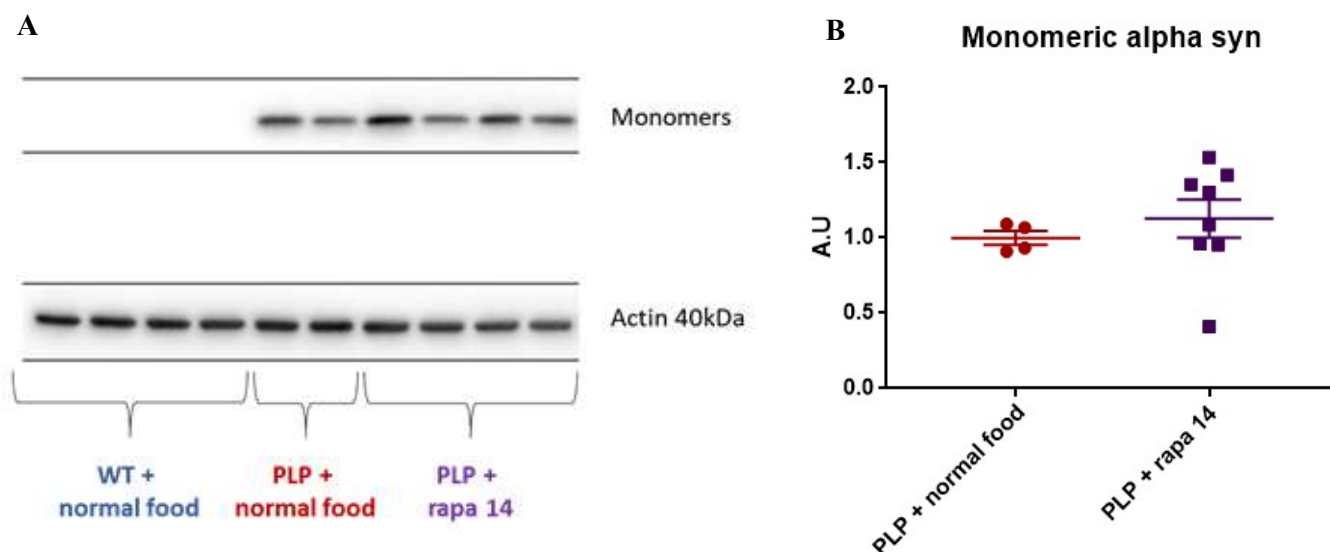 A
Monomers
Actin 40kDa
WT +
normal food
PLP +
normal food
PLP +
rapa 14
B
Monomeric alpha syn
2.0
1.5
1.0
0.5
0.0
A.U
PLP + normal food
PLP + rapa 14